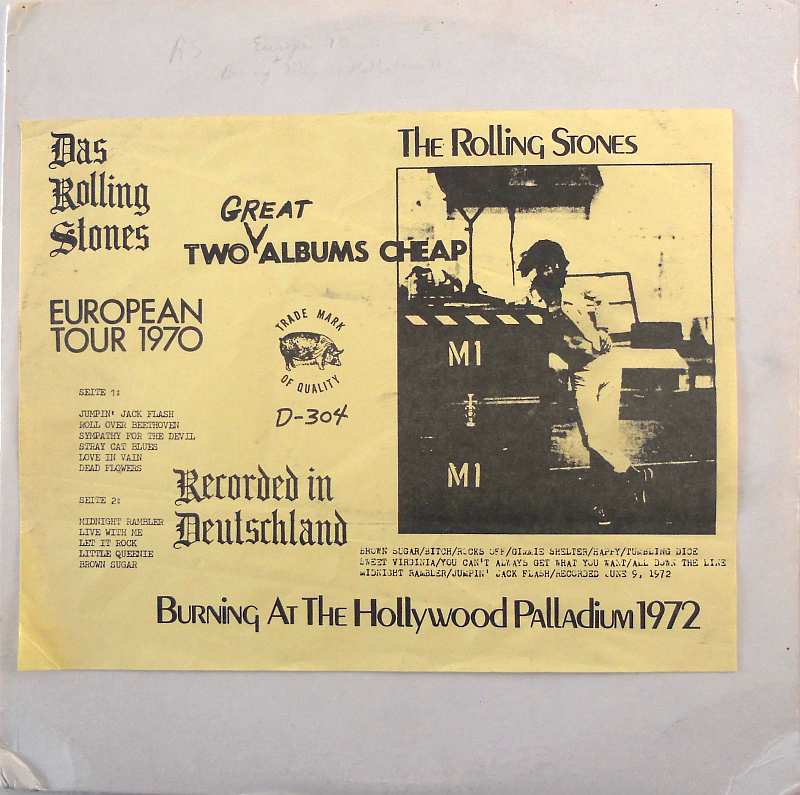 Das
Rolling
Stones
EUROPEAN
TOUR 1970
SEITE 1:
JUMPIN' JACK FLASH
ROLL OVER BEETHOVEN
SYMPATHY FOR THE DEVIL
STRAY CAT BLUES
LOVE IN VAIN
DEAD FLOWERS
SEITE 2:
MIDNIGHT RAMBLER
LIVE WITH ME
LET IT ROCK
LITTLE QUEENIE
BROWN SUGAR
GREAT
TWO ALBUMS CHEAP
TRADE MARK
OF QUALITY
D-304
Recorded in
Deutschland
THE ROLLING STONES
M1
M1
BROWN SUGAR/BITCH/ROCKS OFF/GIMMIE SHELTER/HAPPY/TUMBLING DICE
SWEET VIRGINIA/YOU CAN'T ALWAYS GET WHAT YOU WANT/ALL DOWN THE LINE
MIDNIGHT RAMBLER/JUMPIN' JACK FLASH/RECORDED JUNE 9, 1972
BURNING AT THE HOLLYWOOD PALLADIUM 1972